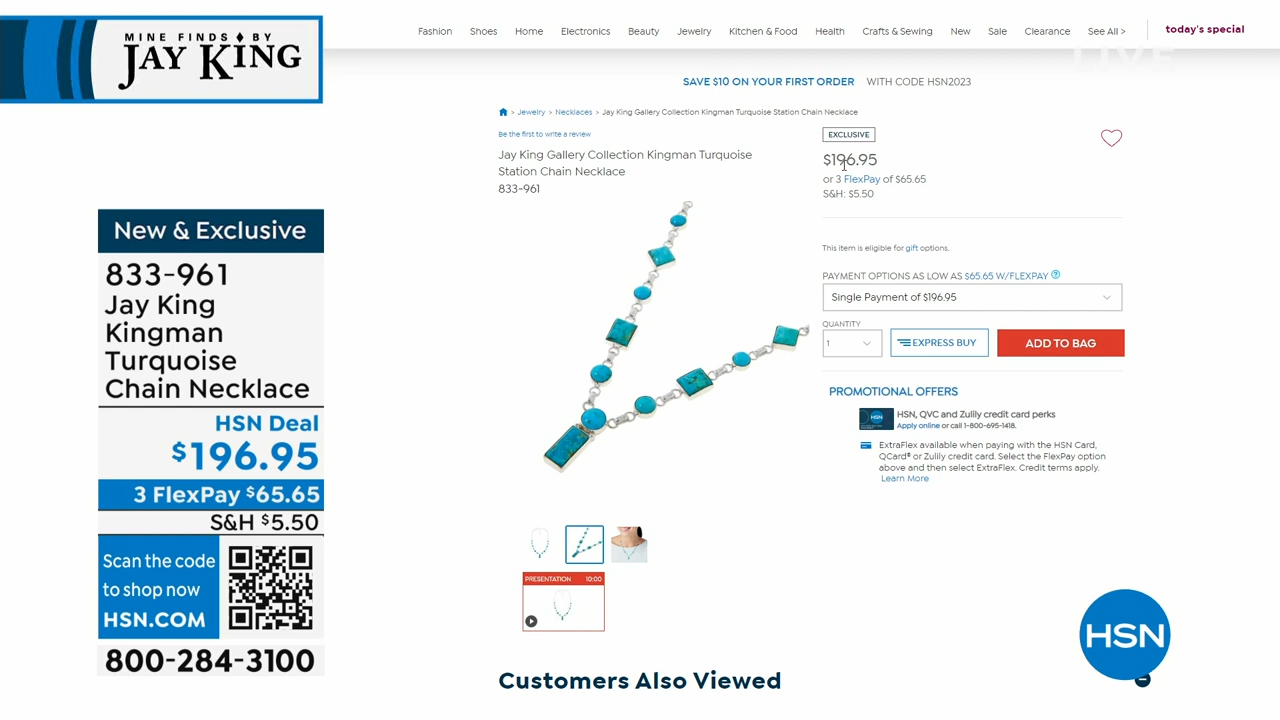 MINE FINDS BY
JAY KING
New & Exclusive
833-961
Jay King
Kingman
Turquoise
Chain Necklace
HSN Deal
$196.95
3 FlexPay $65.65
S&H $5.50
Scan the code
to shop now
HSN.COM
800-284-3100
Fashion Shoes Home Electronics Beauty Jewelry Kitchen & Food Health Crafts & Sewing New Sale Clearance See All > today's special
LIVE
SAVE $10 ON YOUR FIRST ORDER WITH CODE HSN2023
> Jewelry > Necklaces > Jay King Gallery Collection Kingman Turquoise Station Chain Necklace
Be the first to write a review
Jay King Gallery Collection Kingman Turquoise
Station Chain Necklace
833-961
EXCLUSIVE
$196.95
or 3 FlexPay of $65.65
S&H: $5.50
This item is eligible for gift options.
PAYMENT OPTIONS AS LOW AS $65.65 W/FLEXPAY ?
Single Payment of $196.95
QUANTITY
1
EXPRESS BUY
ADD TO BAG
PROMOTIONAL OFFERS
HSN
HSN, QVC and Zulily credit card perks
Apply online or call 1-800-695-1418.
ExtraFlex available when paying with the HSN Card,
QCard® or Zulily credit card. Select the FlexPay option
above and then select ExtraFlex. Credit terms apply.
Learn More
PRESENTATION 10:00
HSN
Customers Also Viewed